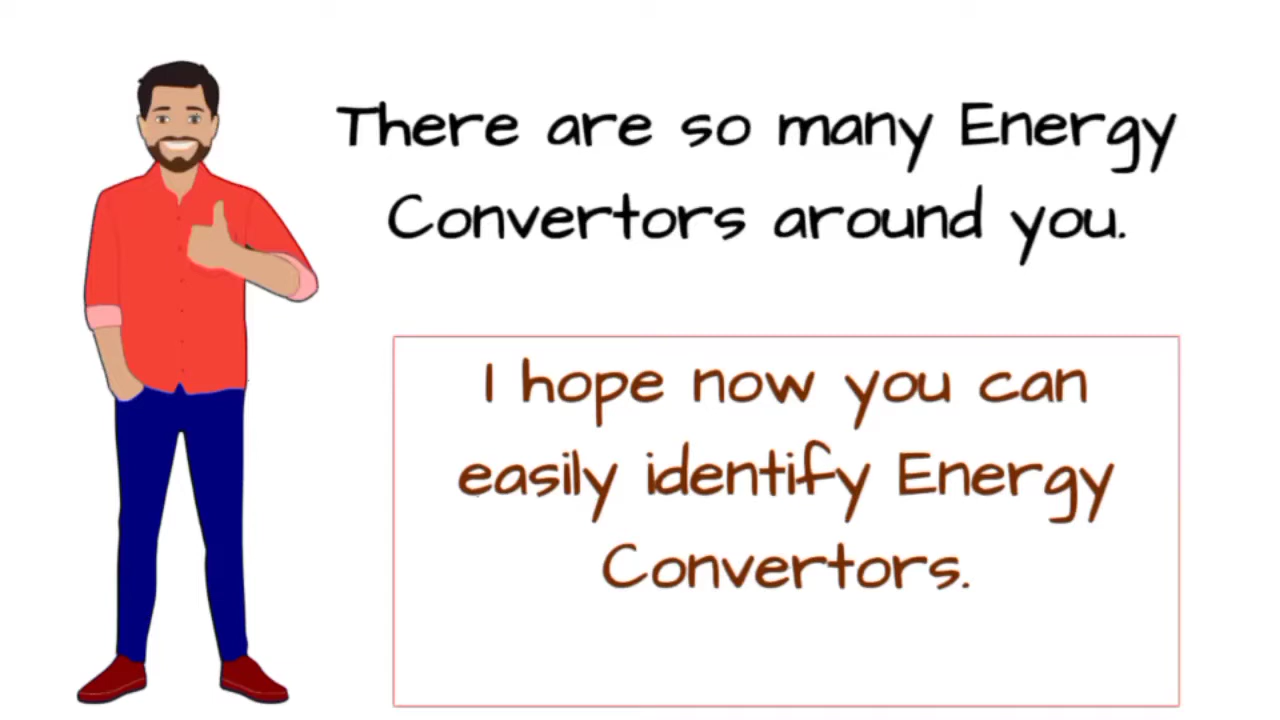 There are so many Energy
Convertors around you.
I hope now you can
easily identify Energy
Convertors.